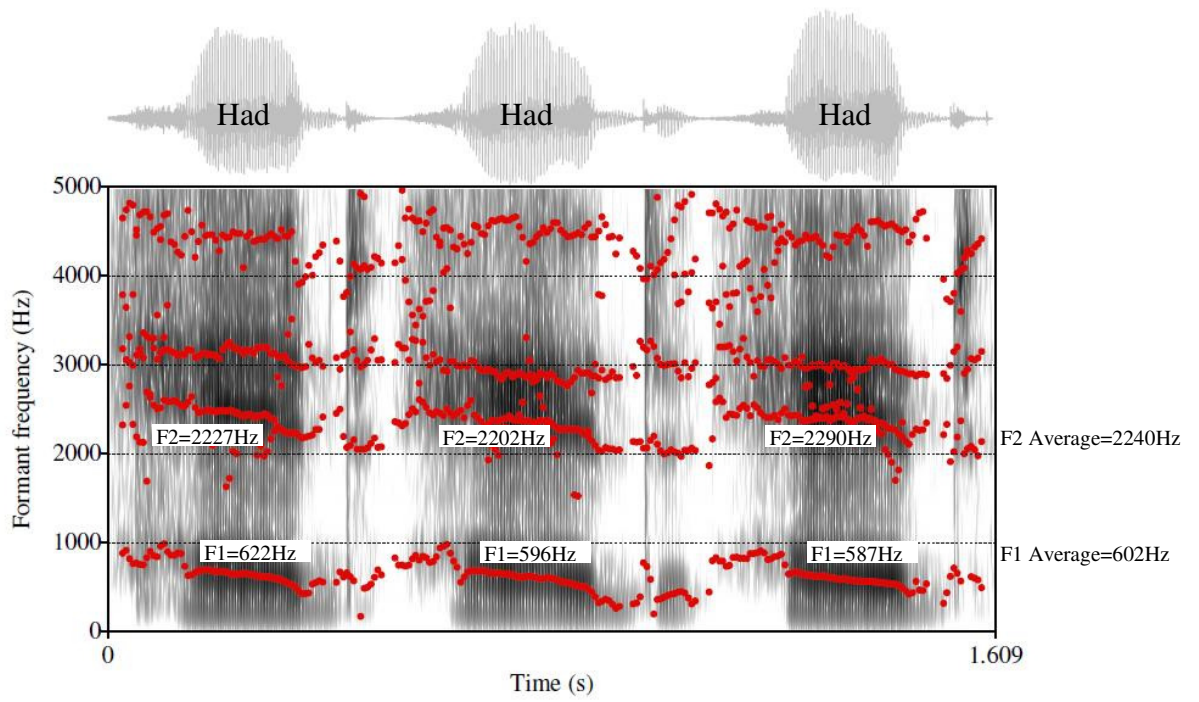 Had Had Had
5000
4000
3000
2000
1000
0
Formant frequency (Hz)
F2=2227Hz F2=2202Hz F2=2290Hz F2 Average=2240Hz
F1=622Hz F1=596Hz F1=587Hz F1 Average=602Hz
0 1.609
Time (s)